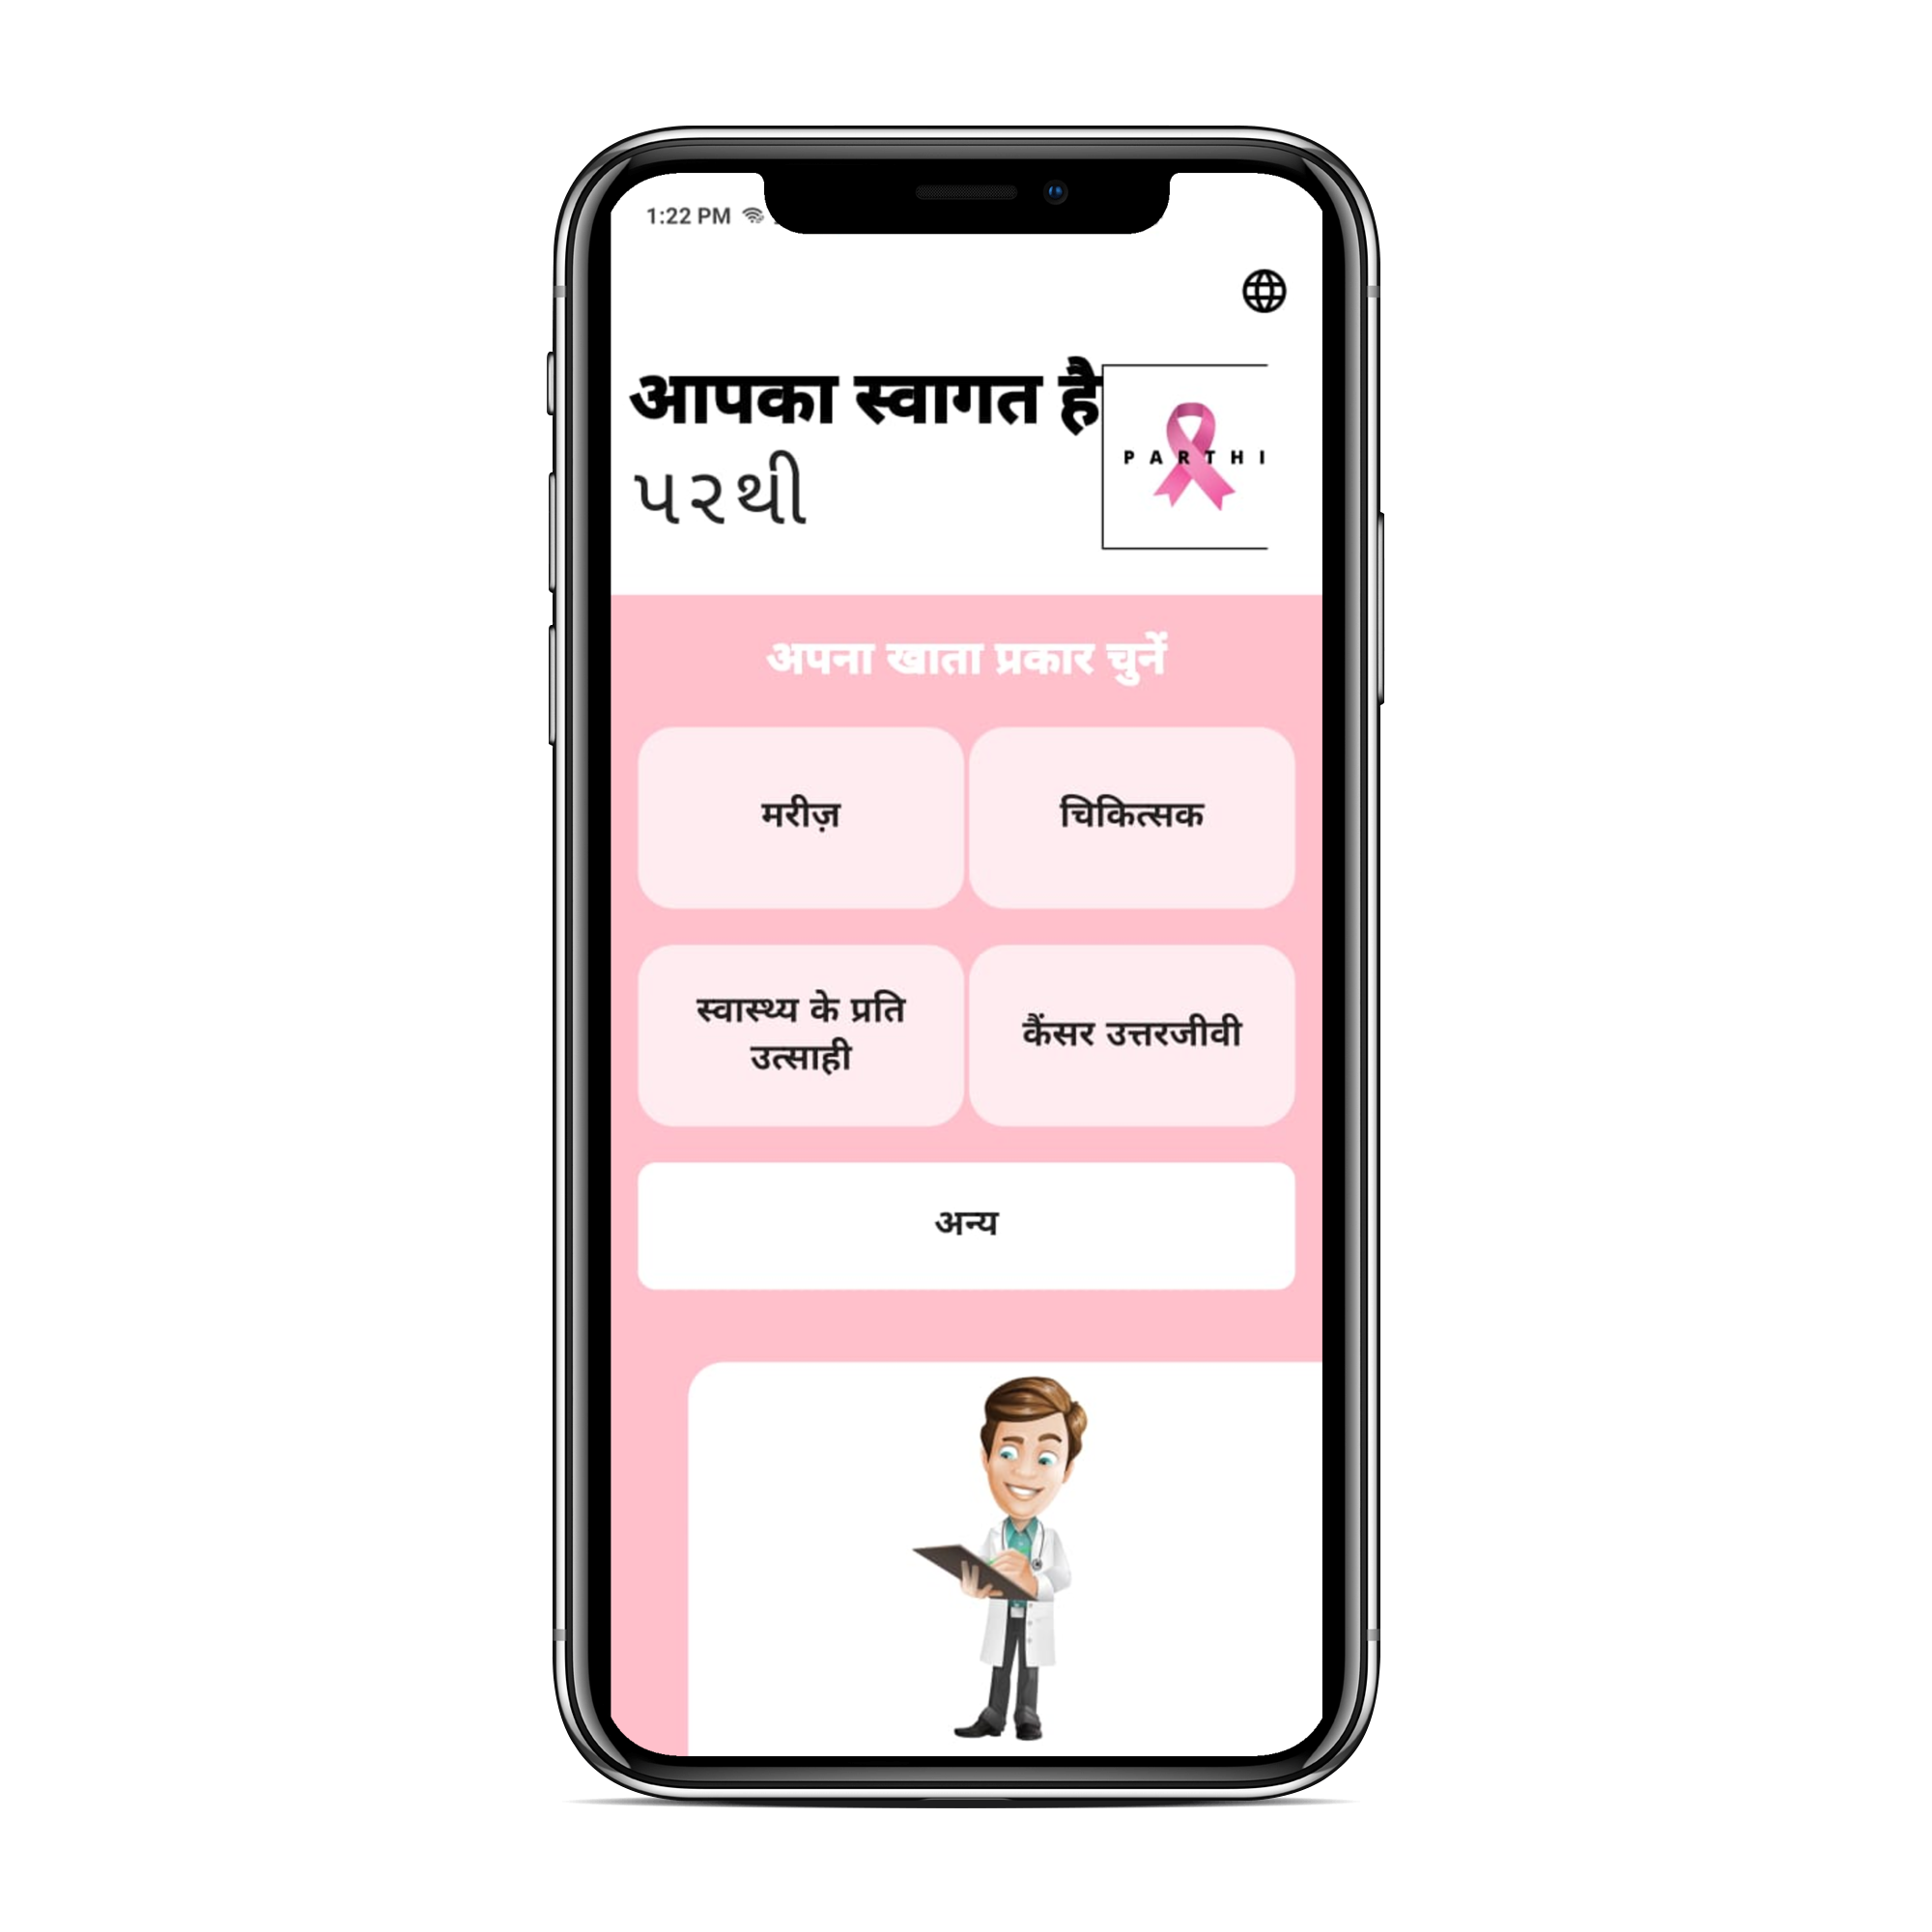 1:22 PM
आपका स्वागत है
પરથી
PARTHI
अपना खाता प्रकार चुनें
मरीज़
चिकित्सक
स्वास्थ्य के प्रति
उत्साही
कैंसर उत्तरजीवी
अन्य